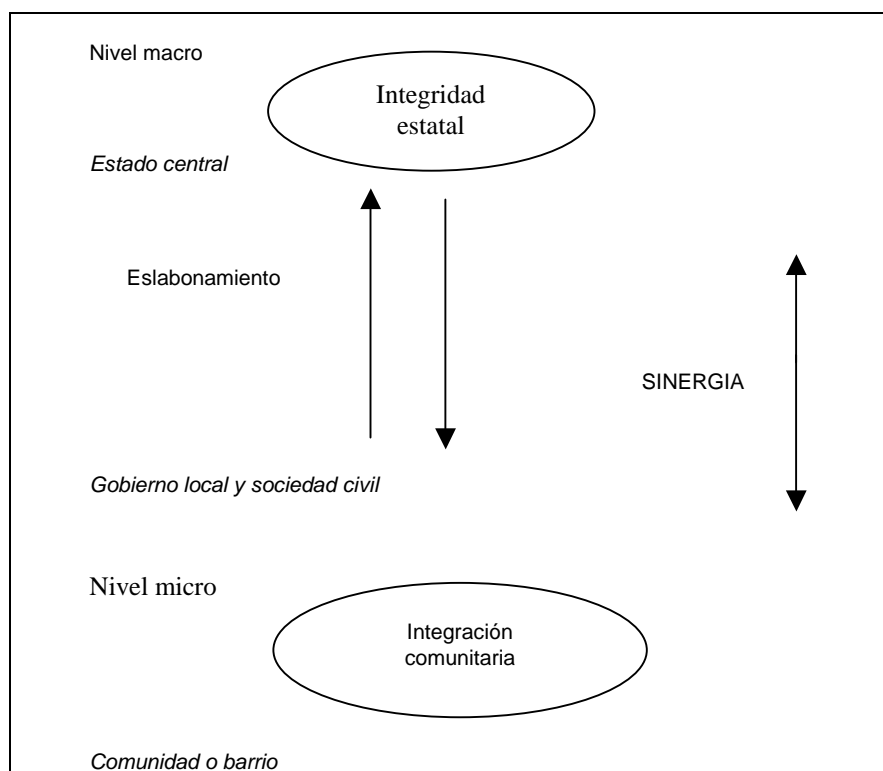 Nivel macro
Integridad
estatal
Estado central
Eslabonamiento
SINERGIA
Gobierno local y sociedad civil
Nivel micro
Integración
comunitaria
Comunidad o barrio